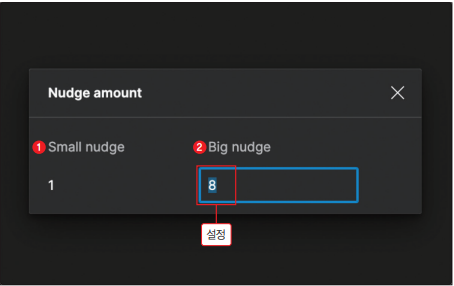 Nudge amount
1 Small nudge
2 Big nudge
1
8
설정